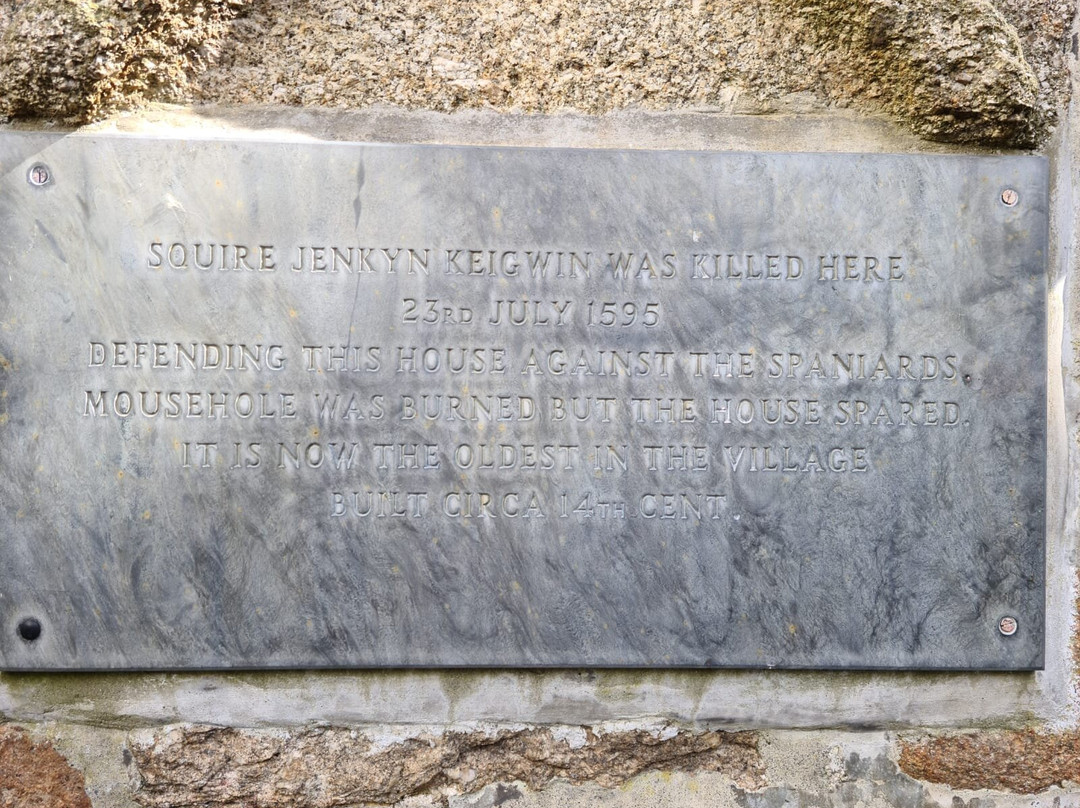 SQUIRE JENKYN KEIGWIN WAS KILLED HERE
23RD JULY 1595
DEFENDING THIS HOUSE AGAINST THE SPANIARDS.
MOUSEHOLE WAS BURNED BUT THE HOUSE SPARED.
IT IS NOW THE OLDEST IN THE VILLAGE
BUILT CIRCA 14TH CENT.